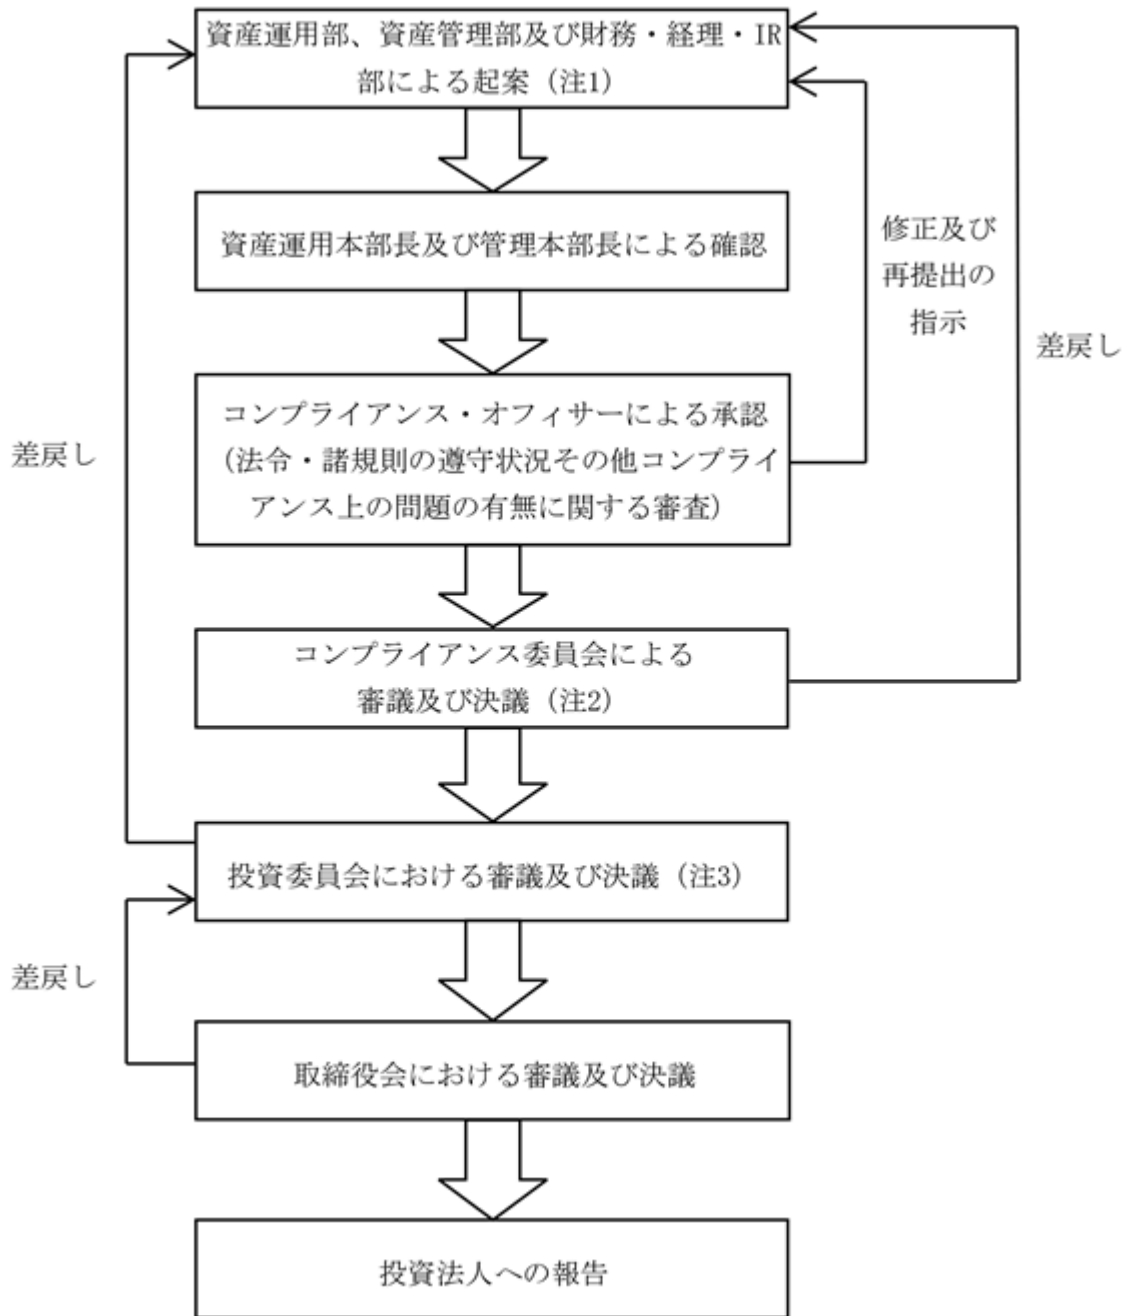 資産運用部、資産管理部及び財務・経理・IR
部による起案（注1）
資産運用本部長及び管理本部長による確認
修正及び
再提出の
指示
差戻し
コンプライアンス・オフィサーによる承認
（法令・諸規則の遵守状況その他コンプライ
アンス上の問題の有無に関する審査）
差戻し
コンプライアンス委員会による
審議及び決議（注2）
投資委員会における審議及び決議（注3）
差戻し
取締役会における審議及び決議
投資法人への報告